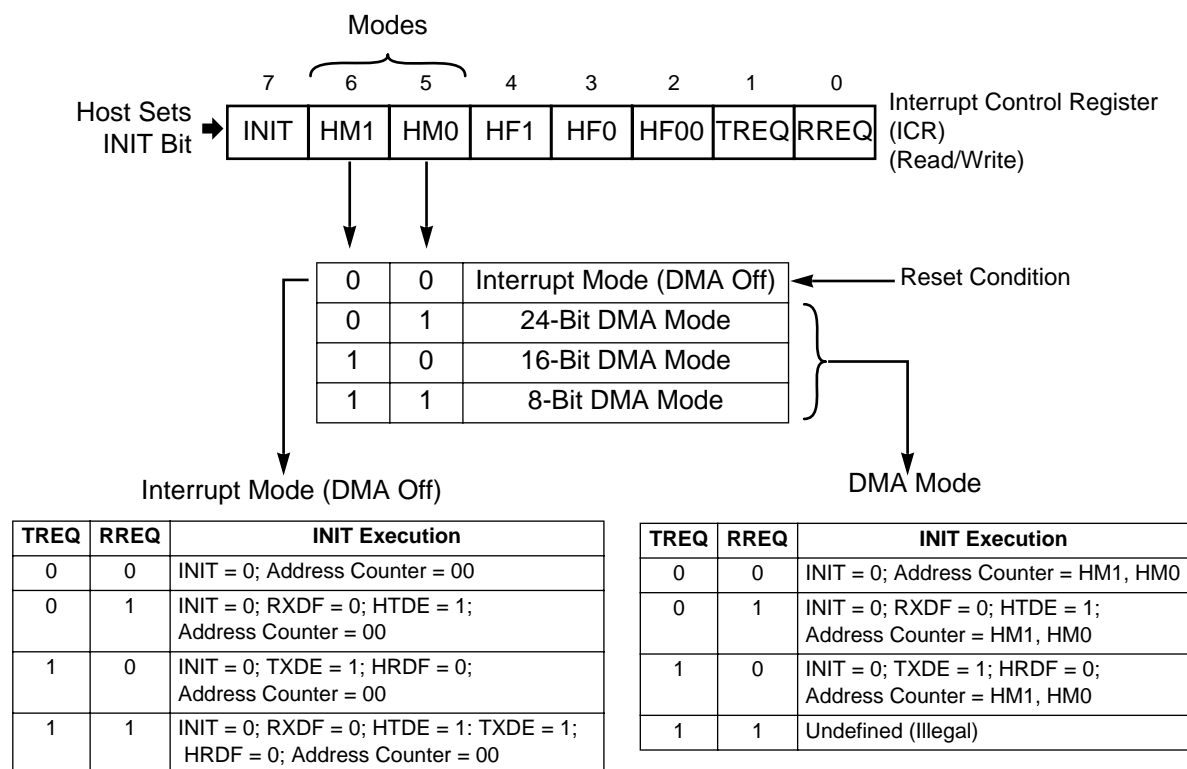 Modes
7 6 5 4 3 2 1 0
Host Sets
INIT Bit
INIT HM1 HM0 HF1 HF0 HF00 TREQ RREQ
Interrupt Control Register
(ICR)
(Read/Write)
0 0 Interrupt Mode (DMA Off)
Reset Condition
0 1 24-Bit DMA Mode
1 0 16-Bit DMA Mode
1 1 8-Bit DMA Mode
Interrupt Mode (DMA Off)
TREQ RREQ INIT Execution
0 0 INIT = 0; Address Counter = 00
0 1 INIT = 0; RXDF = 0; HTDE = 1;
Address Counter = 00
1 0 INIT = 0; TXDE = 1; HRDF = 0;
Address Counter = 00
1 1 INIT = 0; RXDF = 0; HTDE = 1: TXDE = 1;
HRDF = 0; Address Counter = 00
DMA Mode
TREQ RREQ INIT Execution
0 0 INIT = 0; Address Counter = HM1, HM0
0 1 INIT = 0; RXDF = 0; HTDE = 1;
Address Counter = HM1, HM0
1 0 INIT = 0; TXDE = 1; HRDF = 0;
Address Counter = HM1, HM0
1 1 Undefined (Illegal)